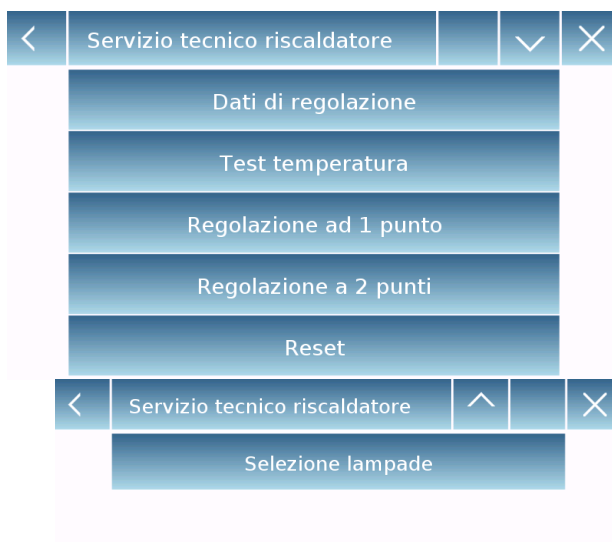 Servizio tecnico riscaldatore
Dati di regolazione
Test temperatura
Regolazione ad 1 punto
Regolazione a 2 punti
Reset
Servizio tecnico riscaldatore
Selezione lampade